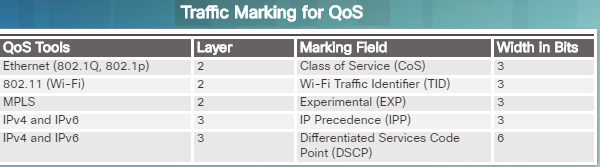 Traffic Marking for QoS
QoS Tools Layer Marking Field Width in Bits
Ethernet (802.1Q, 802.1p) 2 Class of Service (CoS) 3
802.11 (Wi-Fi) 2 Wi-Fi Traffic Identifier (TID) 3
MPLS 2 Experimental (EXP) 3
IPv4 and IPv6 3 IP Precedence (IPP) 3
IPv4 and IPv6 3 Differentiated Services Code 6
Point (DSCP)